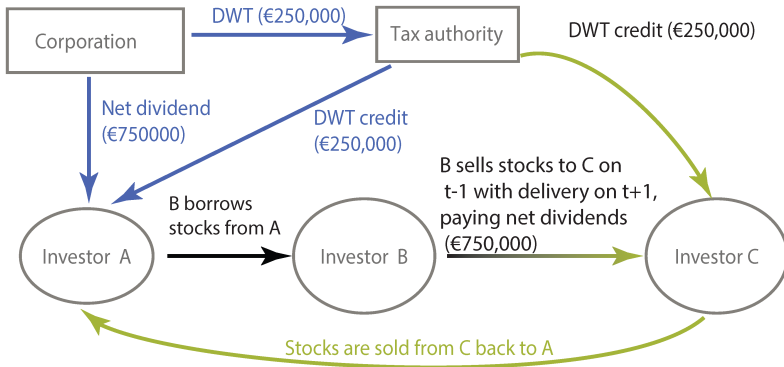 DWT (€250,000)
Corporation
Tax authority
DWT credit (€250,000)
Net dividend
(€750000)
DWT credit
(€250,000)
B borrows
stocks from A
B sells stocks to C on
t-1 with delivery on t+1,
paying net dividends
(€750,000)
Investor A
Investor B
Investor C
Stocks are sold from C back to A